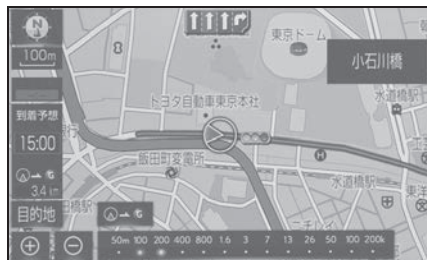 100m
東京ドーム
小石川橋
水道橋駅
トヨタ自動車東京本社
到着予想
15:00
飯田町変電所
3.4 km
水道橋駅
目的地
橋駅
50m 100 200 400 800 1.6 3 7 13 26 50 100 200k